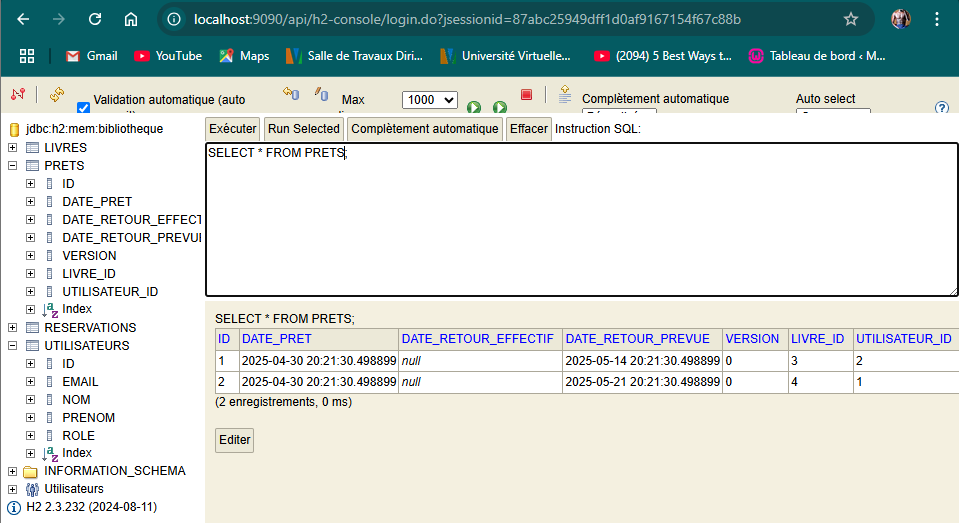 localhost:9090/api/h2-console/login.do?jsessionid=87abc25949dff1d0af9167154f67c88b
Gmail YouTube Maps Salle de Travaux Diri... Université Virtuelle... (2094) 5 Best Ways t... Tableau de bord ‹ M...
Validation automatique (auto Max 1000 Complètement automatique Auto select
jdbc:h2:mem:bibliotheque
LIVRES
PRETS
ID
DATE_PRET
DATE_RETOUR_EFFECT
DATE_RETOUR_PREVUI
VERSION
LIVRE_ID
UTILISATEUR_ID
Index
RESERVATIONS
UTILISATEURS
ID
EMAIL
NOM
PRENOM
ROLE
Index
INFORMATION_SCHEMA
Utilisateurs
H2 2.3.232 (2024-08-11)
Exécuter Run Selected Complètement automatique Effacer Instruction SQL:
SELECT * FROM PRETS;
SELECT * FROM PRETS;
ID DATE_PRET DATE_RETOUR_EFFECTIF DATE_RETOUR_PREVUE VERSION LIVRE_ID UTILISATEUR_ID
1 2025-04-30 20:21:30.498899 null 2025-05-14 20:21:30.498899 0 3 2
2 2025-04-30 20:21:30.498899 null 2025-05-21 20:21:30.498899 0 4 1
(2 enregistrements, 0 ms)
Editer